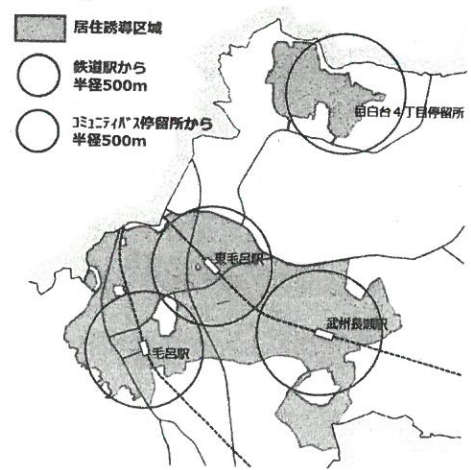 居住誘導区域
鉄道駅から
半径500m
コミュニティバス停留所から
半径500m
目白台4丁目停留所
東毛呂駅
武州長瀬駅
毛呂駅